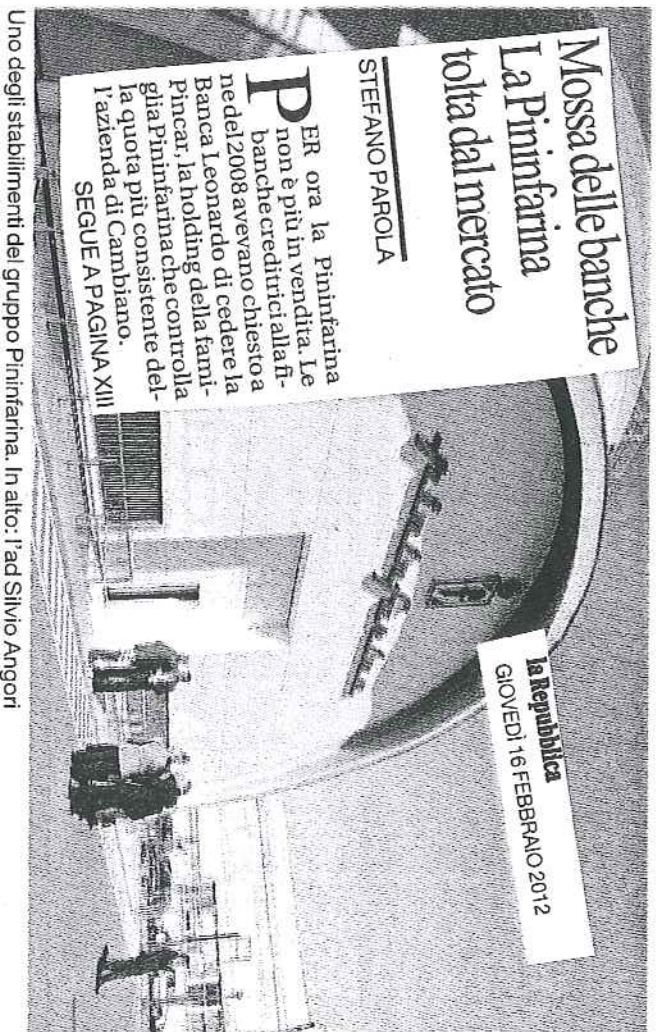 Mossa delle banche
La Pininfarina
tolta dal mercato
STEFANO PAROLA
PER ora la Pininfarina
non è più in vendita. Le
banche creditrici alla fi-
ne del 2008 avevano chiesto a
Banca Leonardo di cedere la
Pincar, la holding della fami-
glia Pininfarina che controlla
la quota più consistente del-
l'azienda di Cambiano.
SEGUE A PAGINA XIII
la Repubblica
GIOVEDÌ 16 FEBBRAIO 2012
Uno degli stabilimenti del gruppo Pininfarina. In alto: l'ad Silvio Angori